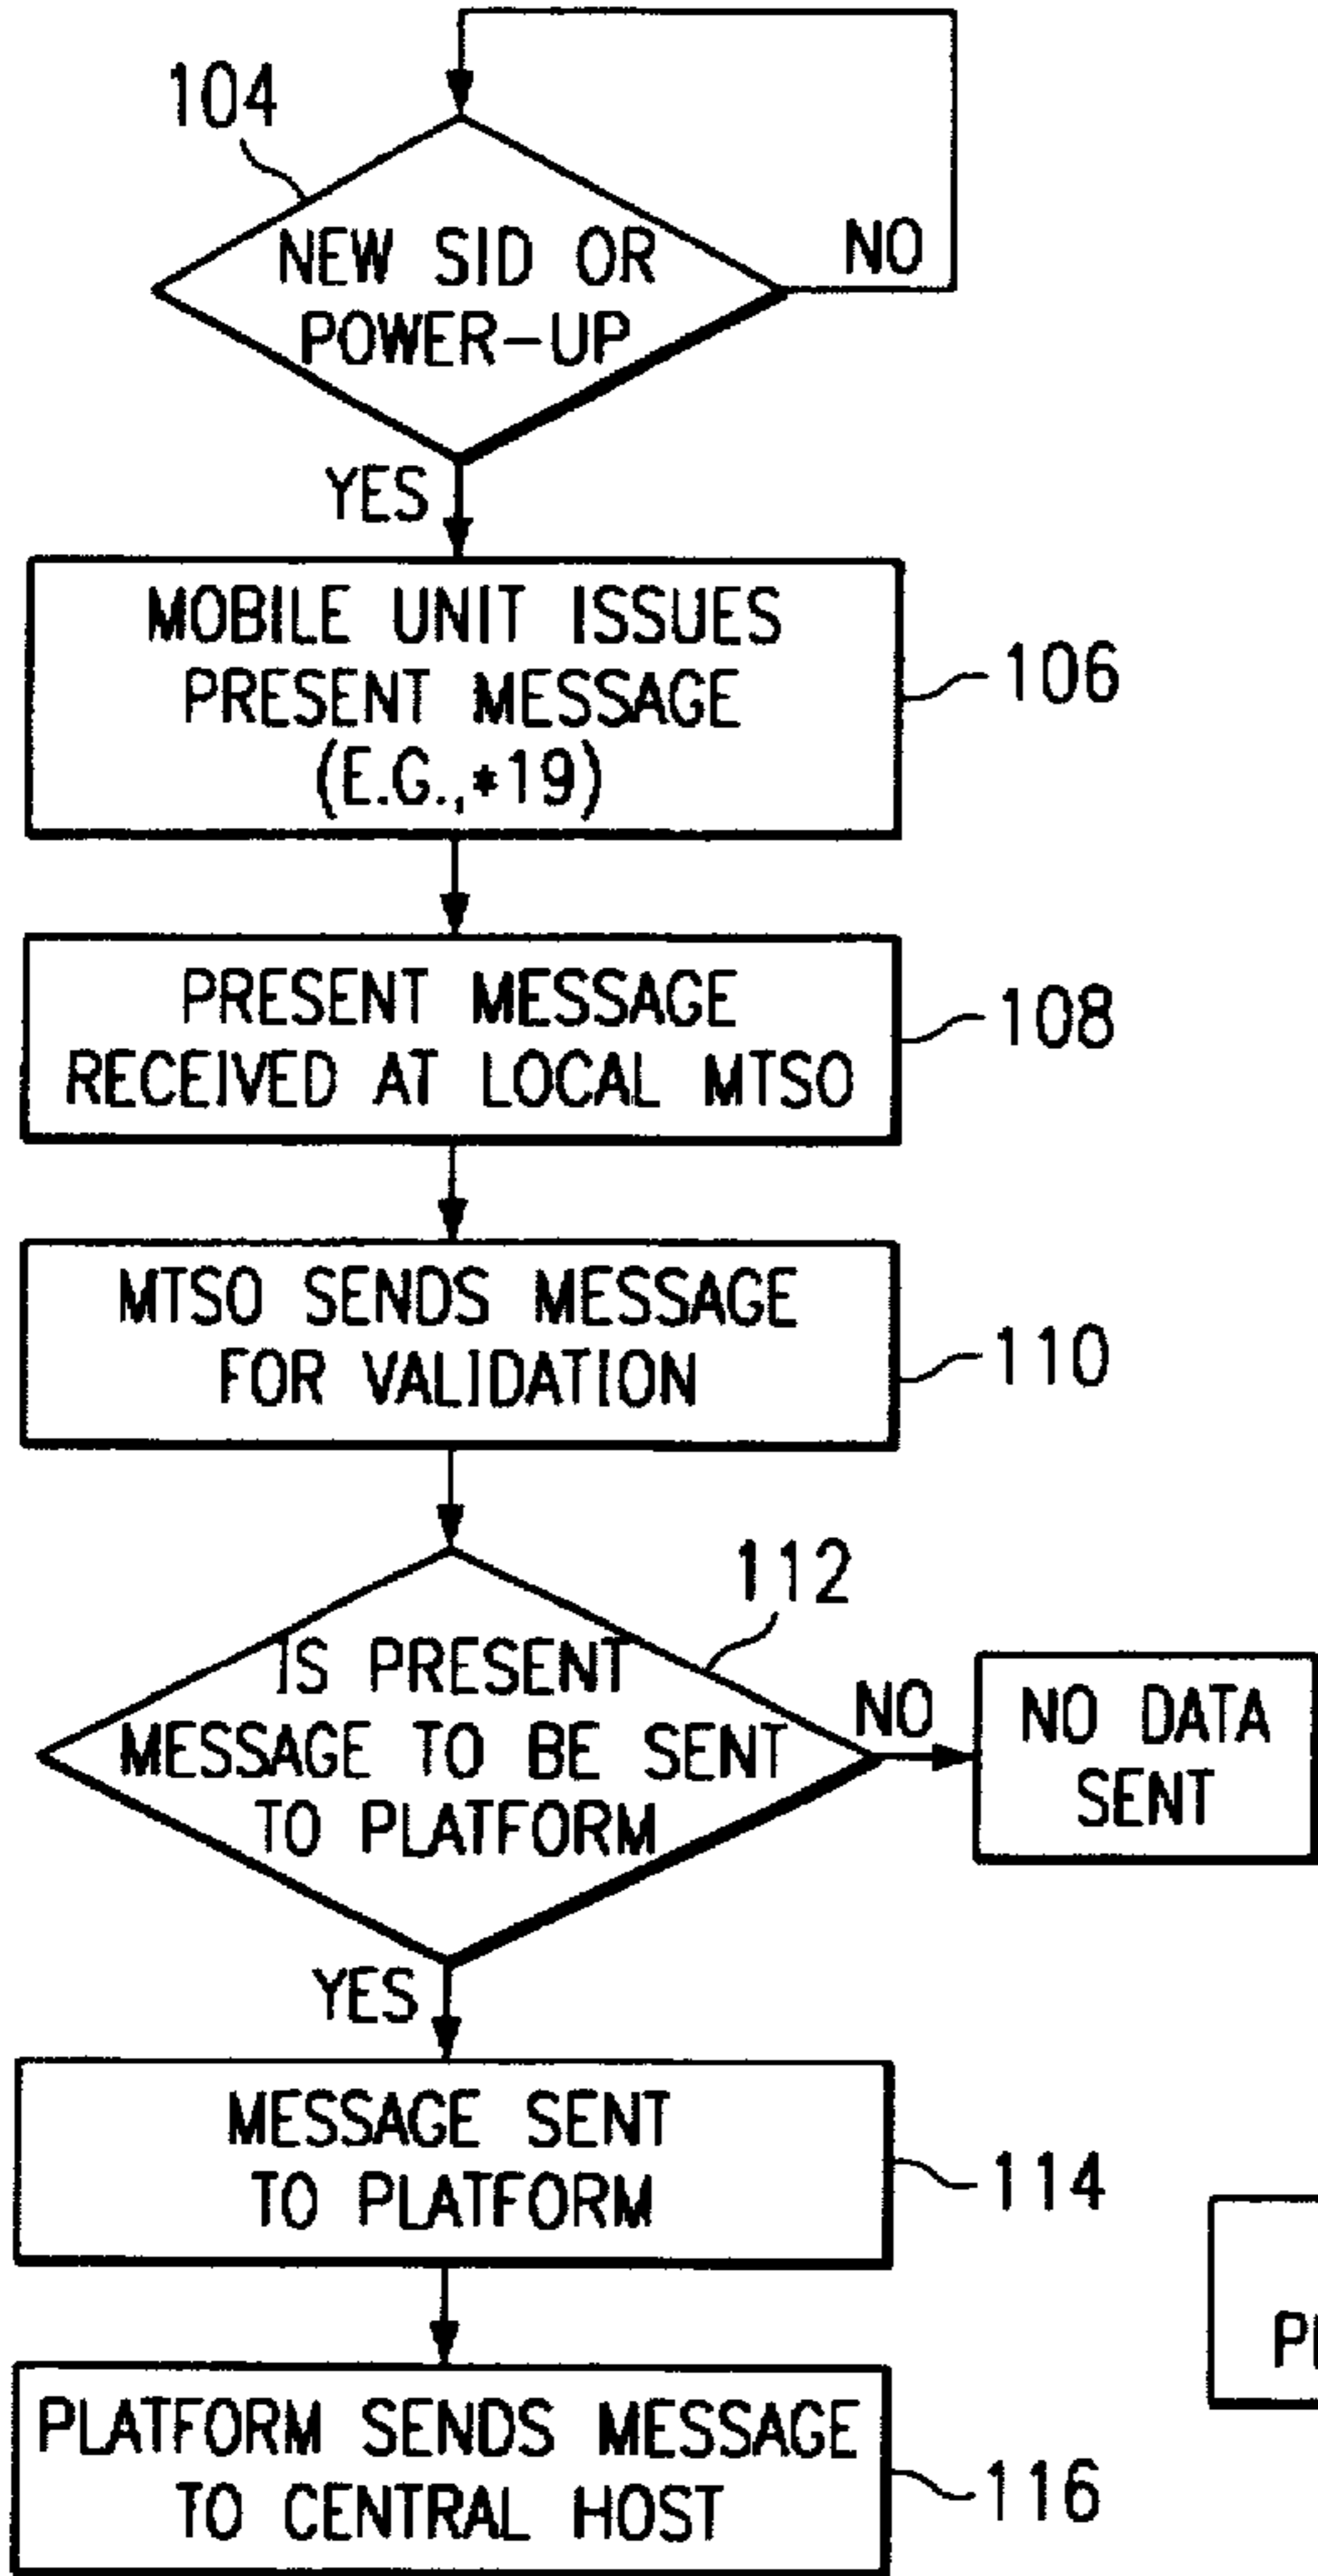 104
NEW SID OR
POWER-UP
NO
YES
MOBILE UNIT ISSUES
PRESENT MESSAGE
(E.G.,*19)
106
PRESENT MESSAGE
RECEIVED AT LOCAL MTSO
108
MTSO SENDS MESSAGE
FOR VALIDATION
110
112
IS PRESENT
MESSAGE TO BE SENT
TO PLATFORM
NO
NO DATA
SENT
YES
MESSAGE SENT
TO PLATFORM
114
PLATFORM SENDS MESSAGE
TO CENTRAL HOST
116